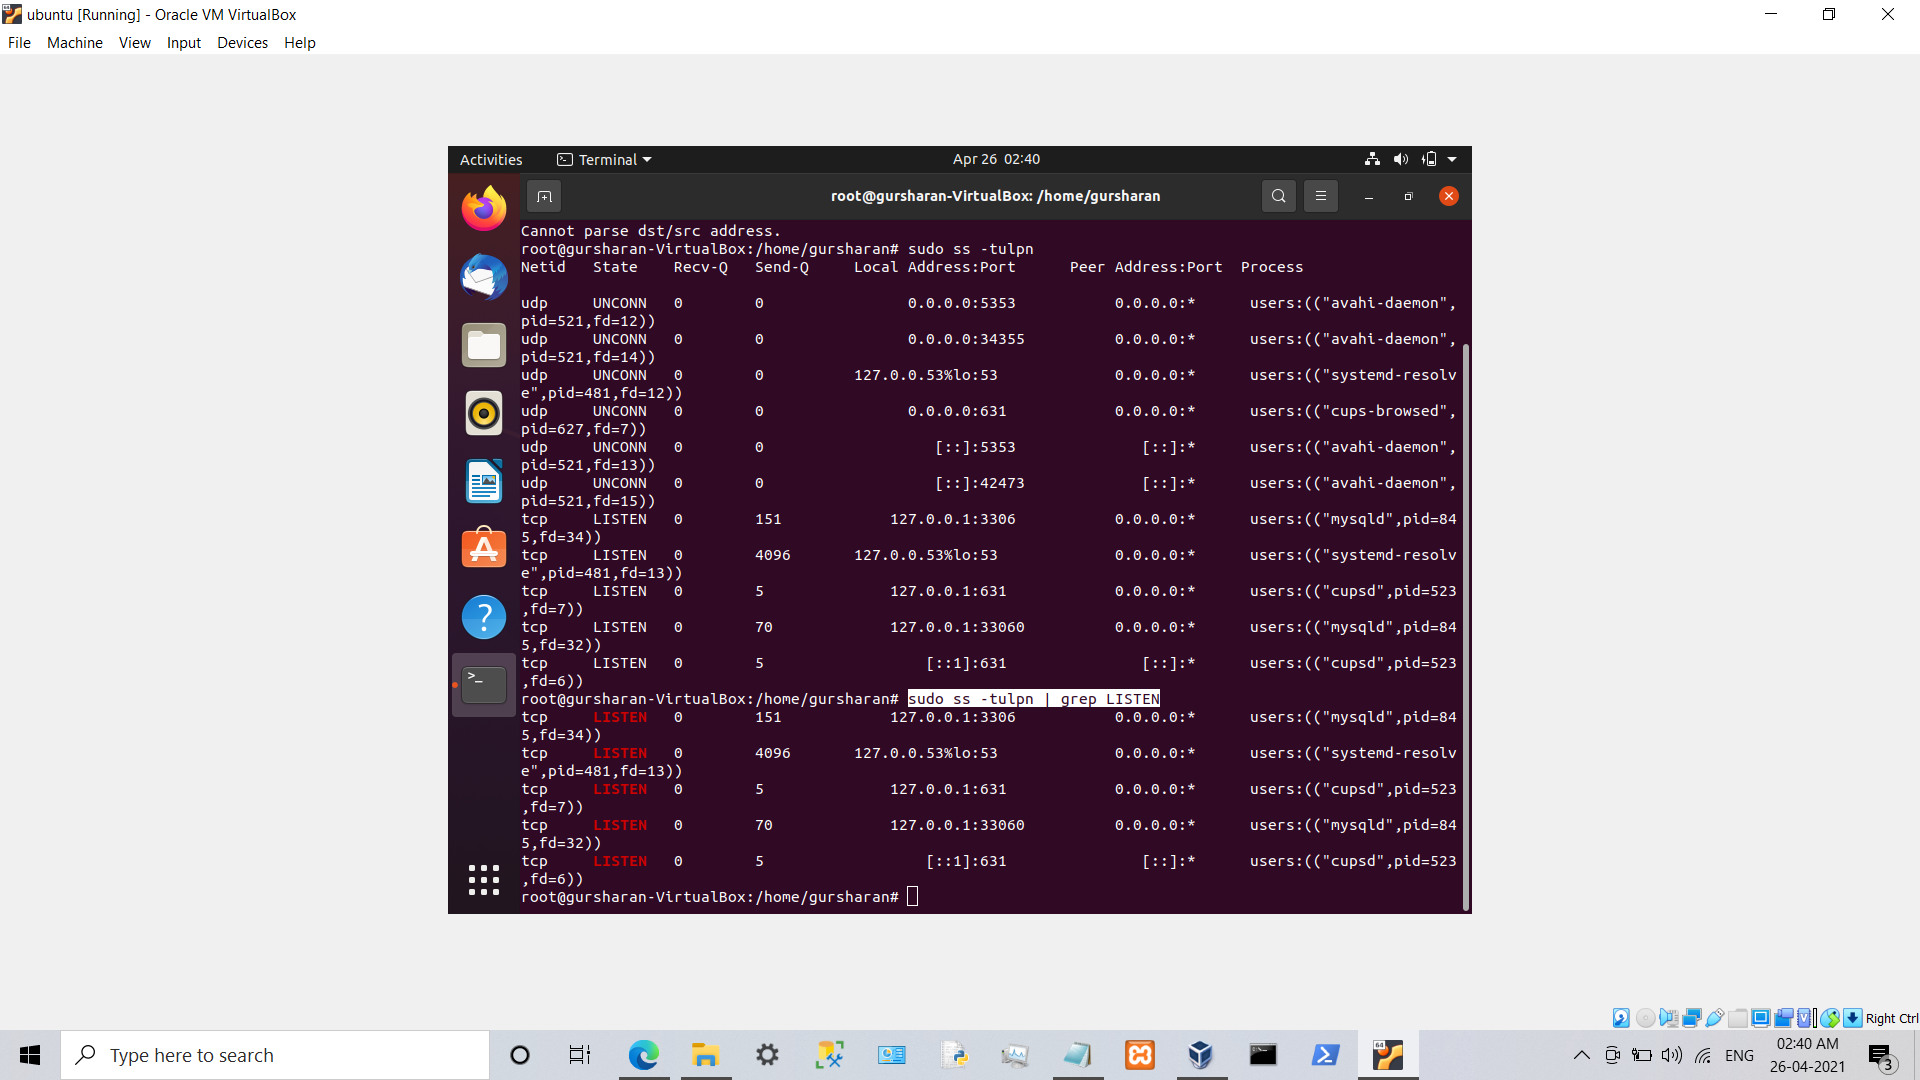 ubuntu [Running] - Oracle VM VirtualBox
File Machine View Input Devices Help
Activities Terminal Apr 26 02:40
root@gursharan-VirtualBox: /home/gursharan
Cannot parse dst/src address.
root@gursharan-VirtualBox:/home/gursharan# sudo ss -tulpn
Netid State Recv-Q Send-Q Local Address:Port Peer Address:Port Process
udp UNCONN 0 0 0.0.0.0:5353 0.0.0.0:* users:(("avahi-daemon",
pid=521,fd=12))
udp UNCONN 0 0 0.0.0.0:34355 0.0.0.0:* users:(("avahi-daemon",
pid=521,fd=14))
udp UNCONN 0 0 127.0.0.53%lo:53 0.0.0.0:* users:(("systemd-resolv
e",pid=481,fd=12))
udp UNCONN 0 0 0.0.0.0:631 0.0.0.0:* users:(("cups-browsed",
pid=627,fd=7))
udp UNCONN 0 0 [::]:5353 [::]:* users:(("avahi-daemon",
pid=521,fd=13))
udp UNCONN 0 0 [::]:42473 [::]:* users:(("avahi-daemon",
pid=521,fd=15))
tcp LISTEN 0 151 127.0.0.1:3306 0.0.0.0:* users:(("mysqld",pid=84
5,fd=34))
tcp LISTEN 0 4096 127.0.0.53%lo:53 0.0.0.0:* users:(("systemd-resolv
e",pid=481,fd=13))
tcp LISTEN 0 5 127.0.0.1:631 0.0.0.0:* users:(("cupsd",pid=523
,fd=7))
tcp LISTEN 0 70 127.0.0.1:33060 0.0.0.0:* users:(("mysqld",pid=84
5,fd=32))
tcp LISTEN 0 5 [::1]:631 [::]:* users:(("cupsd",pid=523
,fd=6))
root@gursharan-VirtualBox:/home/gursharan# sudo ss -tulpn | grep LISTEN
tcp LISTEN 0 151 127.0.0.1:3306 0.0.0.0:* users:(("mysqld",pid=84
5,fd=34))
tcp LISTEN 0 4096 127.0.0.53%lo:53 0.0.0.0:* users:(("systemd-resolv
e",pid=481,fd=13))
tcp LISTEN 0 5 127.0.0.1:631 0.0.0.0:* users:(("cupsd",pid=523
,fd=7))
tcp LISTEN 0 70 127.0.0.1:33060 0.0.0.0:* users:(("mysqld",pid=84
5,fd=32))
tcp LISTEN 0 5 [::1]:631 [::]:* users:(("cupsd",pid=523
,fd=6))
root@gursharan-VirtualBox:/home/gursharan#
Right Ctrl
Type here to search
ENG
02:40 AM
26-04-2021
3